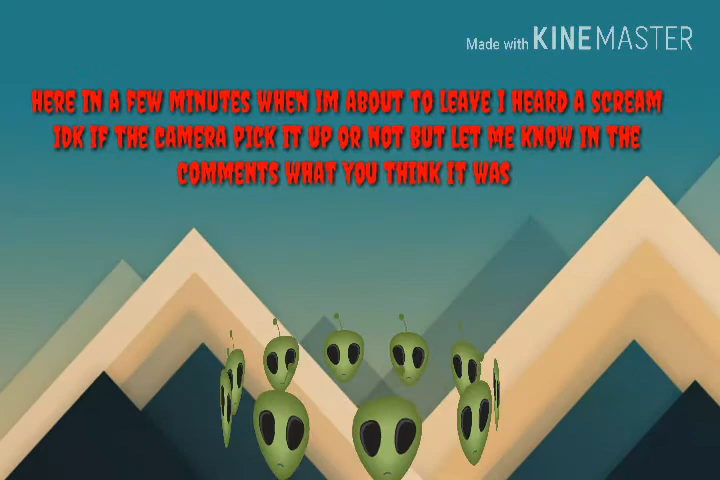 Made with KINEMASTER
HERE IN A FEW MINUTES WHEN IM ABOUT TO LEAVE I HEARD A SCREAM
IDK IF THE CAMERA PICK IT UP OR NOT BUT LET ME KNOW IN THE
COMMENTS WHAT YOU THINK IT WAS